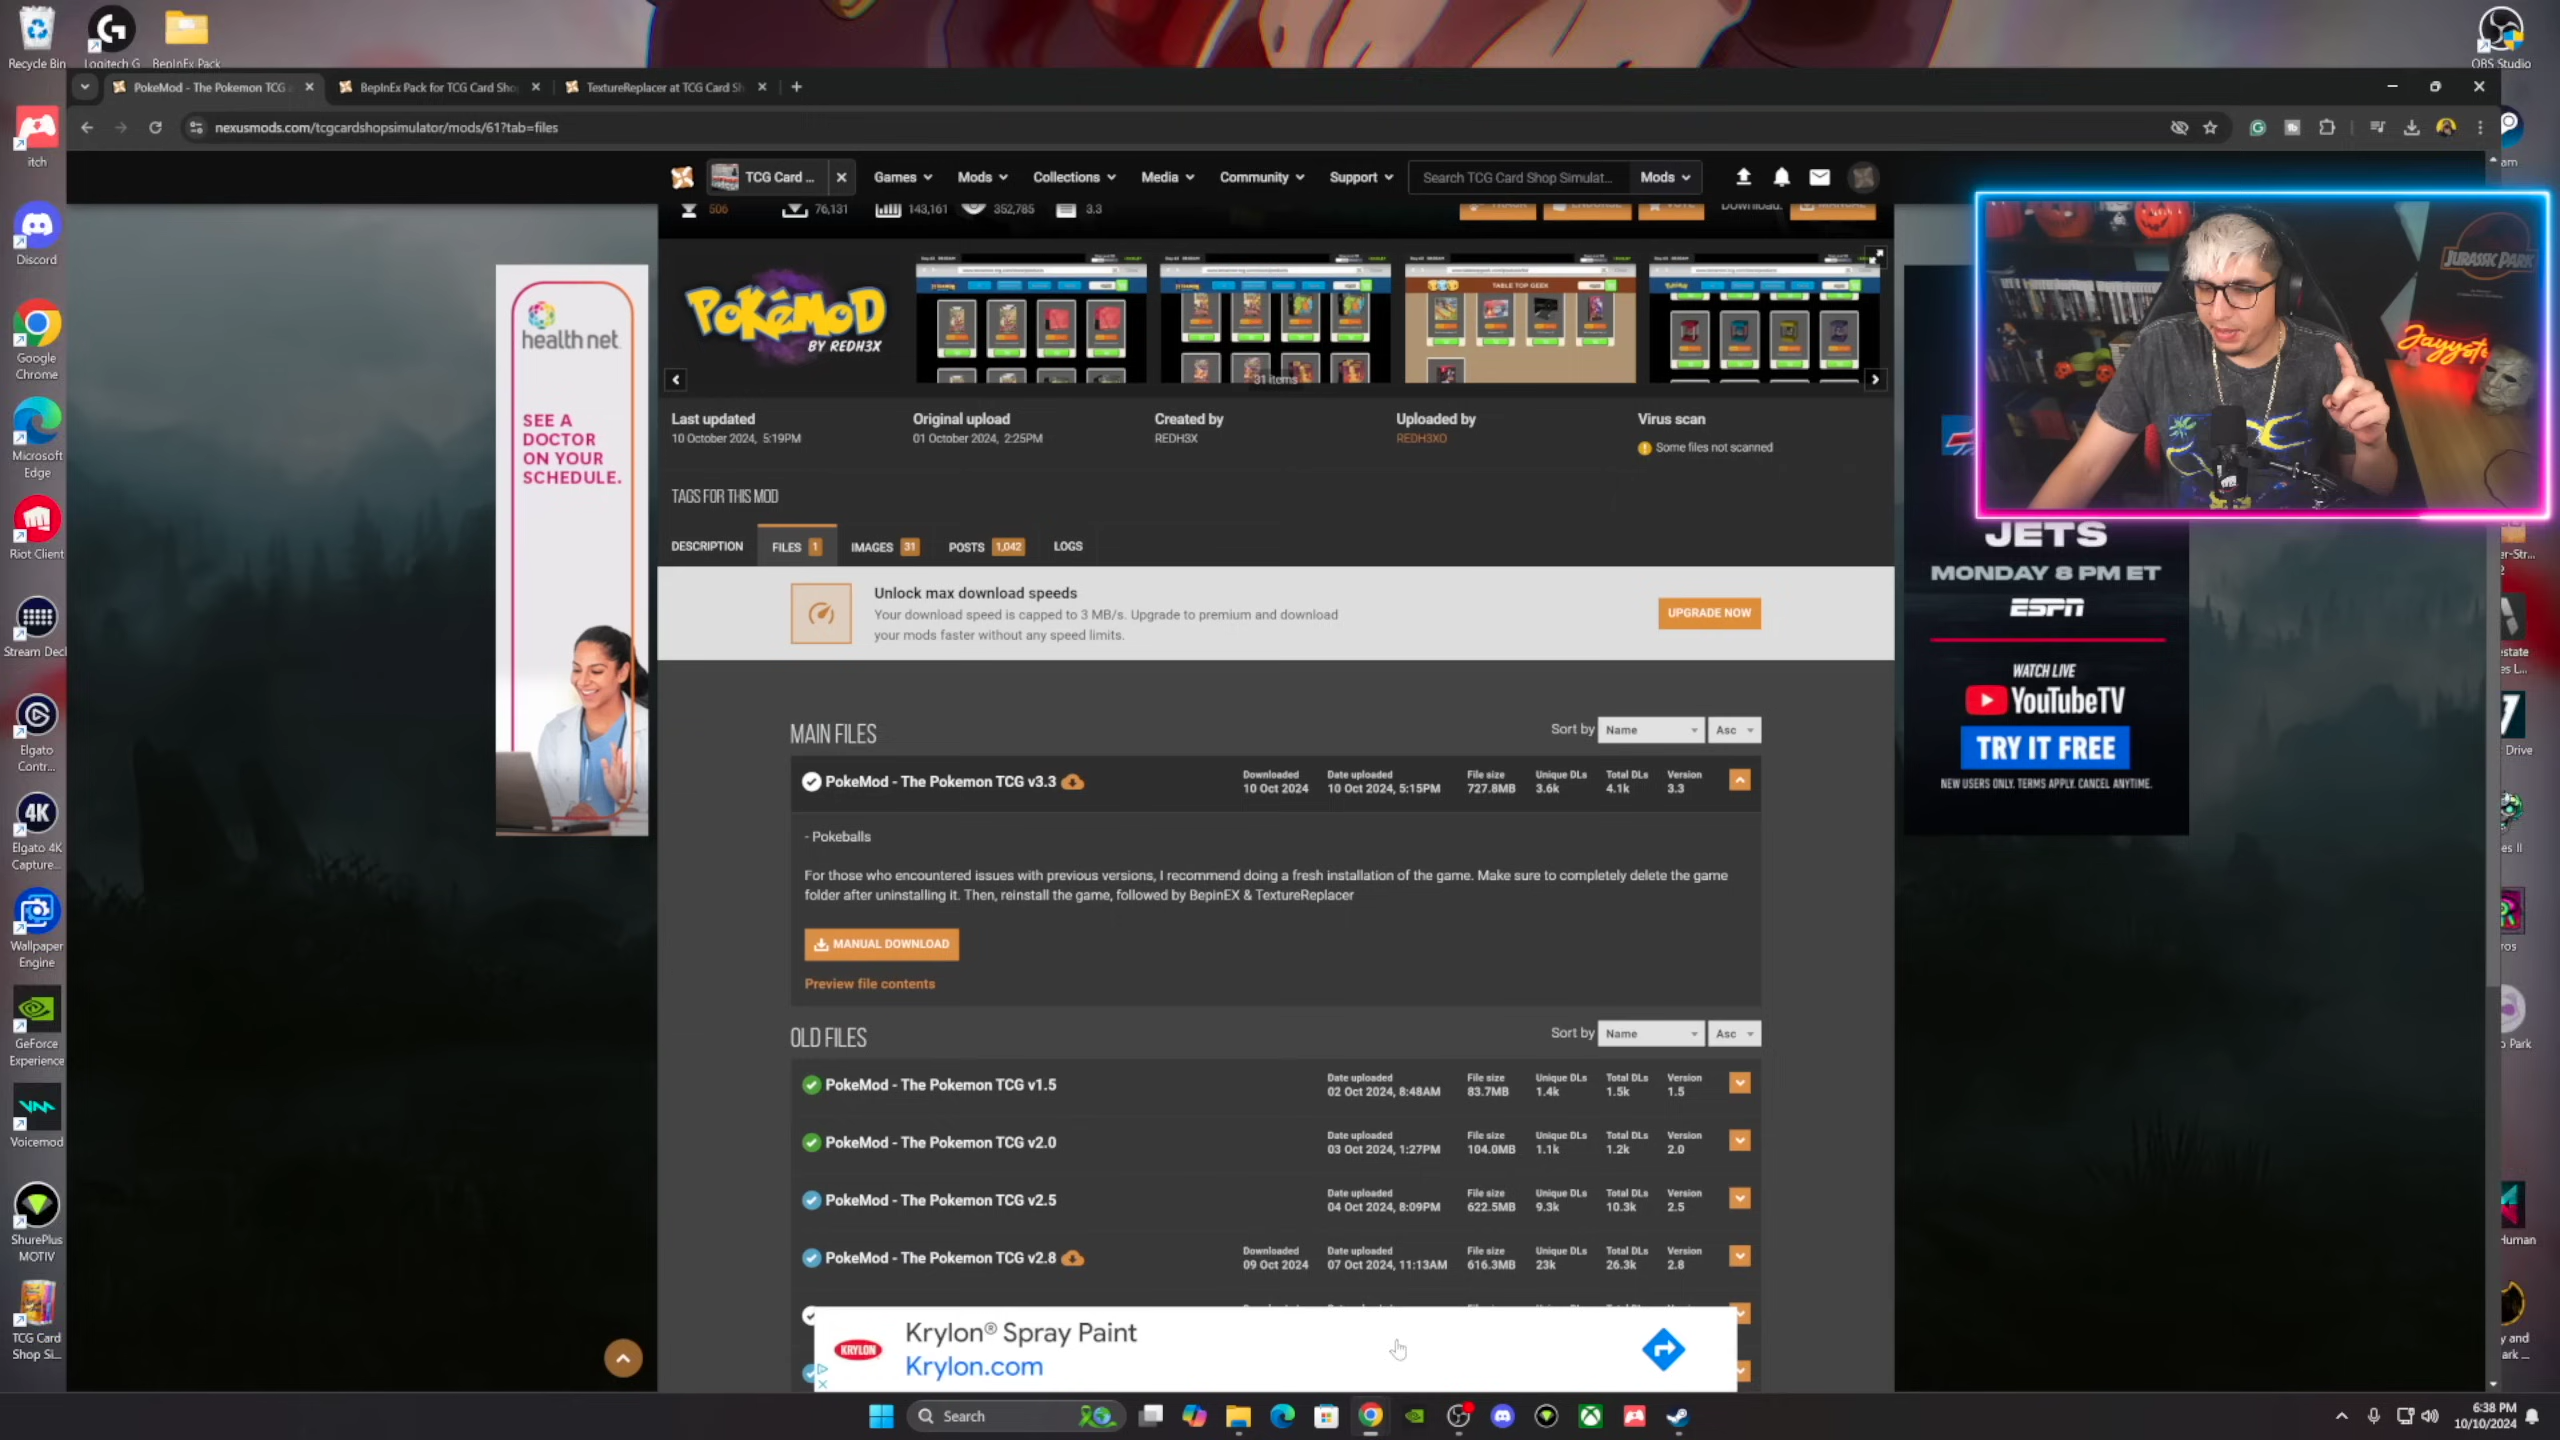 Recycle Bin
Logitech G
BepInEx Pack
OBS Studio
PokeMod - The Pokemon TCG
BepInEx Pack for TCG Card Sho
TextureReplacer at TCG Card Sh
nexusmods.com/tcgcardshopsimulator/mods/61?tab=files
itch
Discord
Google
Chrome
Microsoft
Edge
Riot Client
Stream Deck
Elgato
Contr...
Elgato 4K
Capture...
Wallpaper
Engine
GeForce
Experience
Voicemod
ShurePlus
MOTIV
TCG Card
Shop Si...
TCG Card ...
Games
Mods
Collections
Media
Community
Support
Search TCG Card Shop Simulat...
Mods
506
76,131
143,161
352,785
3.3
Download:
POKéMOD
BY REDH3X
TABLE TOP GEEK
31 items
Last updated
10 October 2024, 5:19PM
Original upload
01 October 2024, 2:25PM
Created by
REDH3X
Uploaded by
REDH3XO
Virus scan
Some files not scanned
TAGS FOR THIS MOD
DESCRIPTION
FILES 1
IMAGES 31
POSTS 1,042
LOGS
Unlock max download speeds
Your download speed is capped to 3 MB/s. Upgrade to premium and download
your mods faster without any speed limits.
UPGRADE NOW
MAIN FILES
Sort by Name Asc
PokeMod - The Pokemon TCG v3.3
Downloaded
10 Oct 2024
Date uploaded
10 Oct 2024, 5:15PM
File size
727.8MB
Unique DLs
3.6k
Total DLs
4.1k
Version
3.3
- Pokeballs
For those who encountered issues with previous versions, I recommend doing a fresh installation of the game. Make sure to completely delete the game
folder after uninstalling it. Then, reinstall the game, followed by BepinEX & TextureReplacer
MANUAL DOWNLOAD
Preview file contents
OLD FILES
Sort by Name Asc
PokeMod - The Pokemon TCG v1.5
Date uploaded
02 Oct 2024, 8:48AM
File size
83.7MB
Unique DLs
1.4k
Total DLs
1.5k
Version
1.5
PokeMod - The Pokemon TCG v2.0
Date uploaded
03 Oct 2024, 1:27PM
File size
104.0MB
Unique DLs
1.1k
Total DLs
1.2k
Version
2.0
PokeMod - The Pokemon TCG v2.5
Date uploaded
04 Oct 2024, 8:09PM
File size
622.5MB
Unique DLs
9.3k
Total DLs
10.3k
Version
2.5
PokeMod - The Pokemon TCG v2.8
Downloaded
09 Oct 2024
Date uploaded
07 Oct 2024, 11:13AM
File size
616.3MB
Unique DLs
23k
Total DLs
26.3k
Version
2.8
Krylon® Spray Paint
Krylon.com
KRYLON
health net.
SEE A
DOCTOR
ON YOUR
SCHEDULE.
JURASSIC PARK
JETS
MONDAY 8 PM ET
ESPN
WATCH LIVE
YouTubeTV
TRY IT FREE
NEW USERS ONLY. TERMS APPLY. CANCEL ANYTIME.
Drive
Search
6:38 PM
10/10/2024